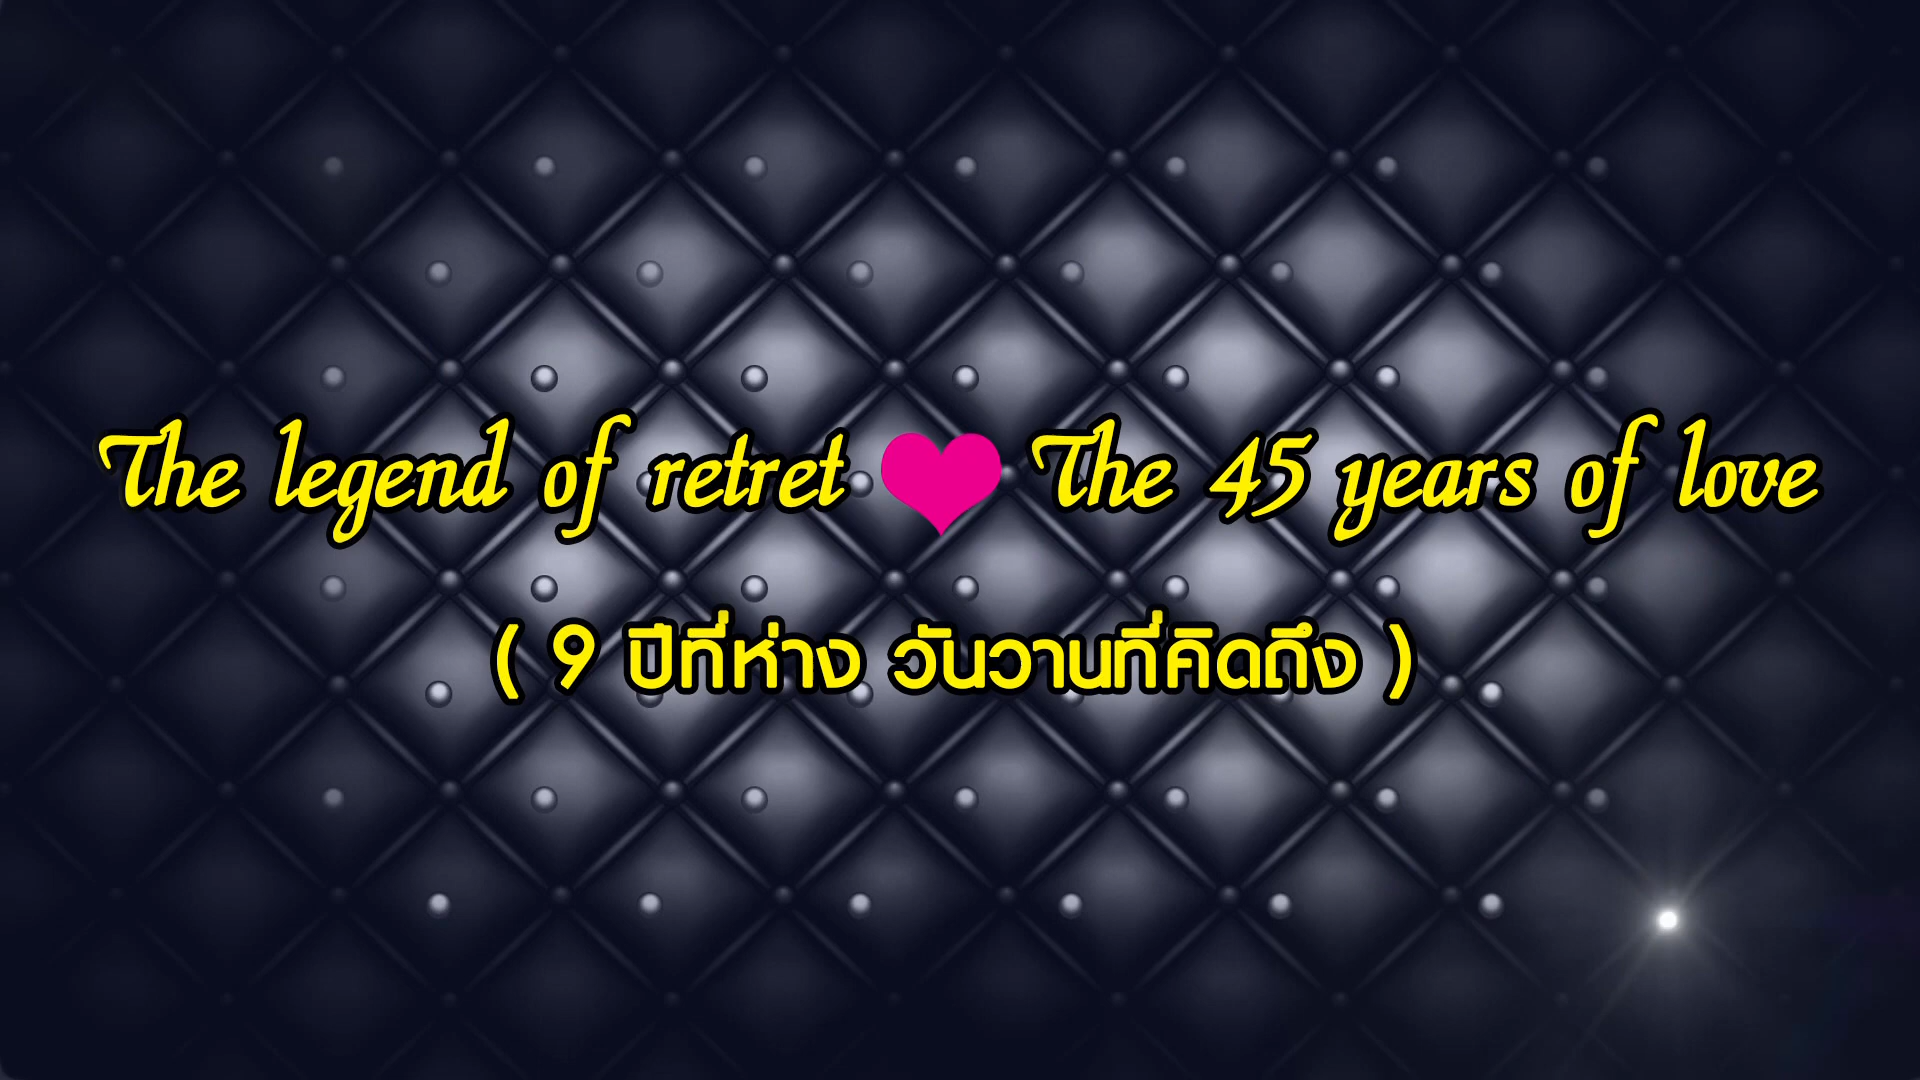 The legend of retret ♥ The 45 years of love
( 9 ปีที่ห่าง วันวานที่คิดถึง )